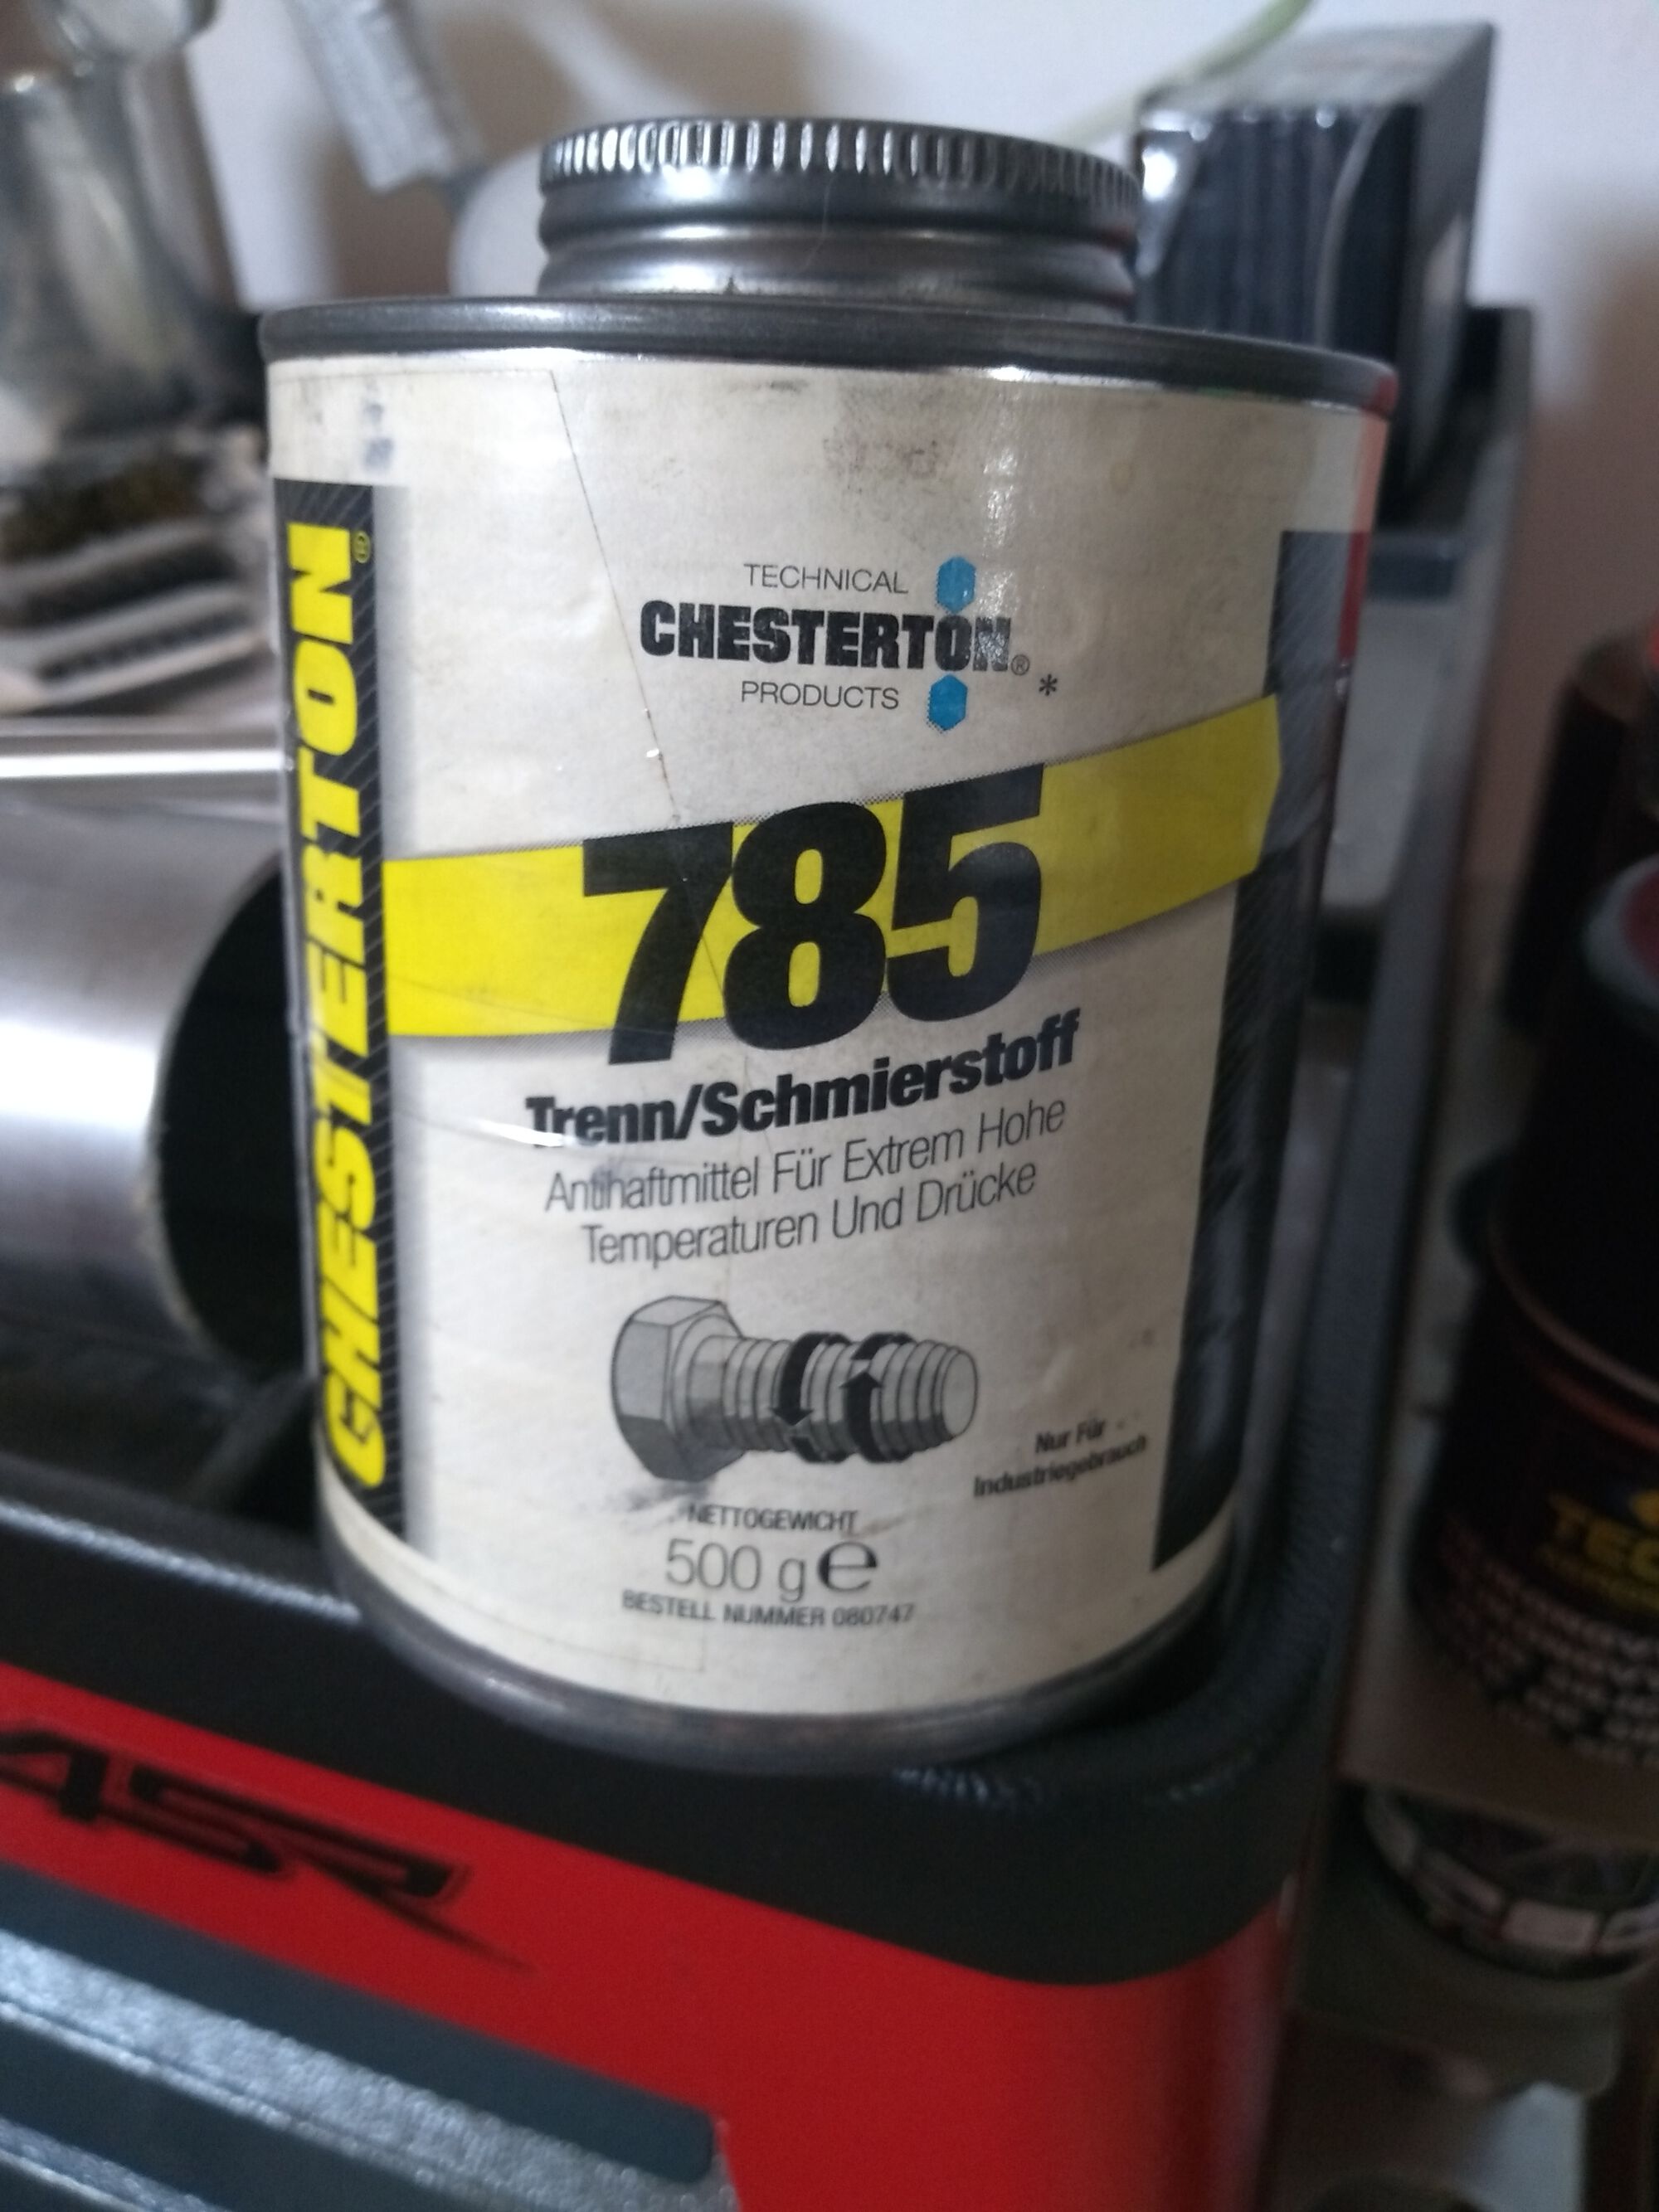 CHESTERTON®
TECHNICAL
CHESTERTON® *
PRODUCTS
785
Trenn/Schmierstoff
Antihaftmittel Für Extrem Hohe
Temperaturen Und Drücke
Nur Für
Industriegebrauch
NETTOGEWICHT
500 g e
BESTELL NUMMER 080747